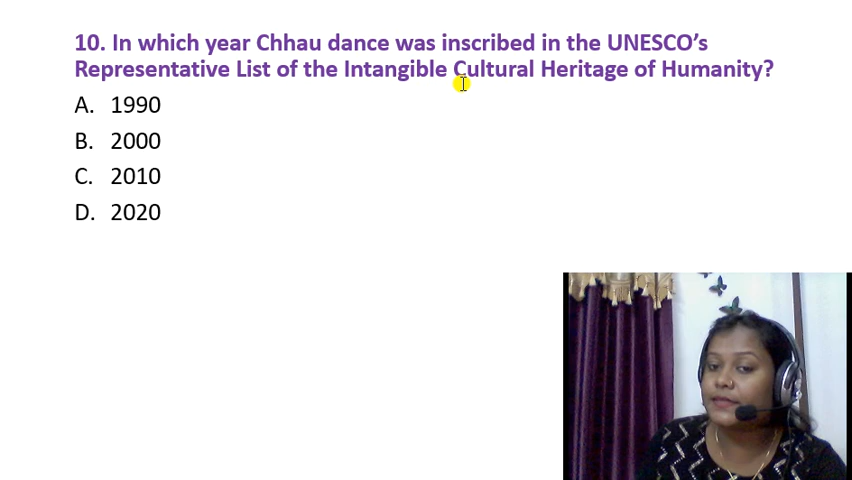 10. In which year Chhau dance was inscribed in the UNESCO’s
Representative List of the Intangible Cultural Heritage of Humanity?
A. 1990
B. 2000
C. 2010
D. 2020